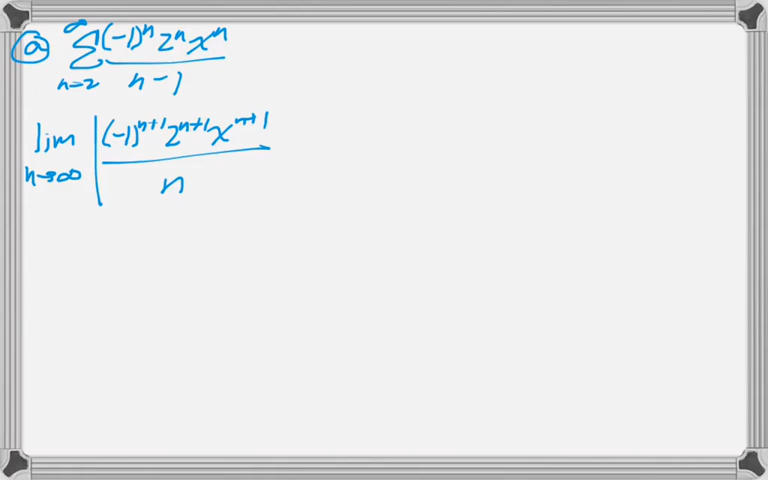 ⓐ ∑_{n=2}^{∞} ((-1)^n 2^n x^n)/(n-1)
lim_{n→∞} | ((-1)^{n+1} 2^{n+1} x^{n+1})/n